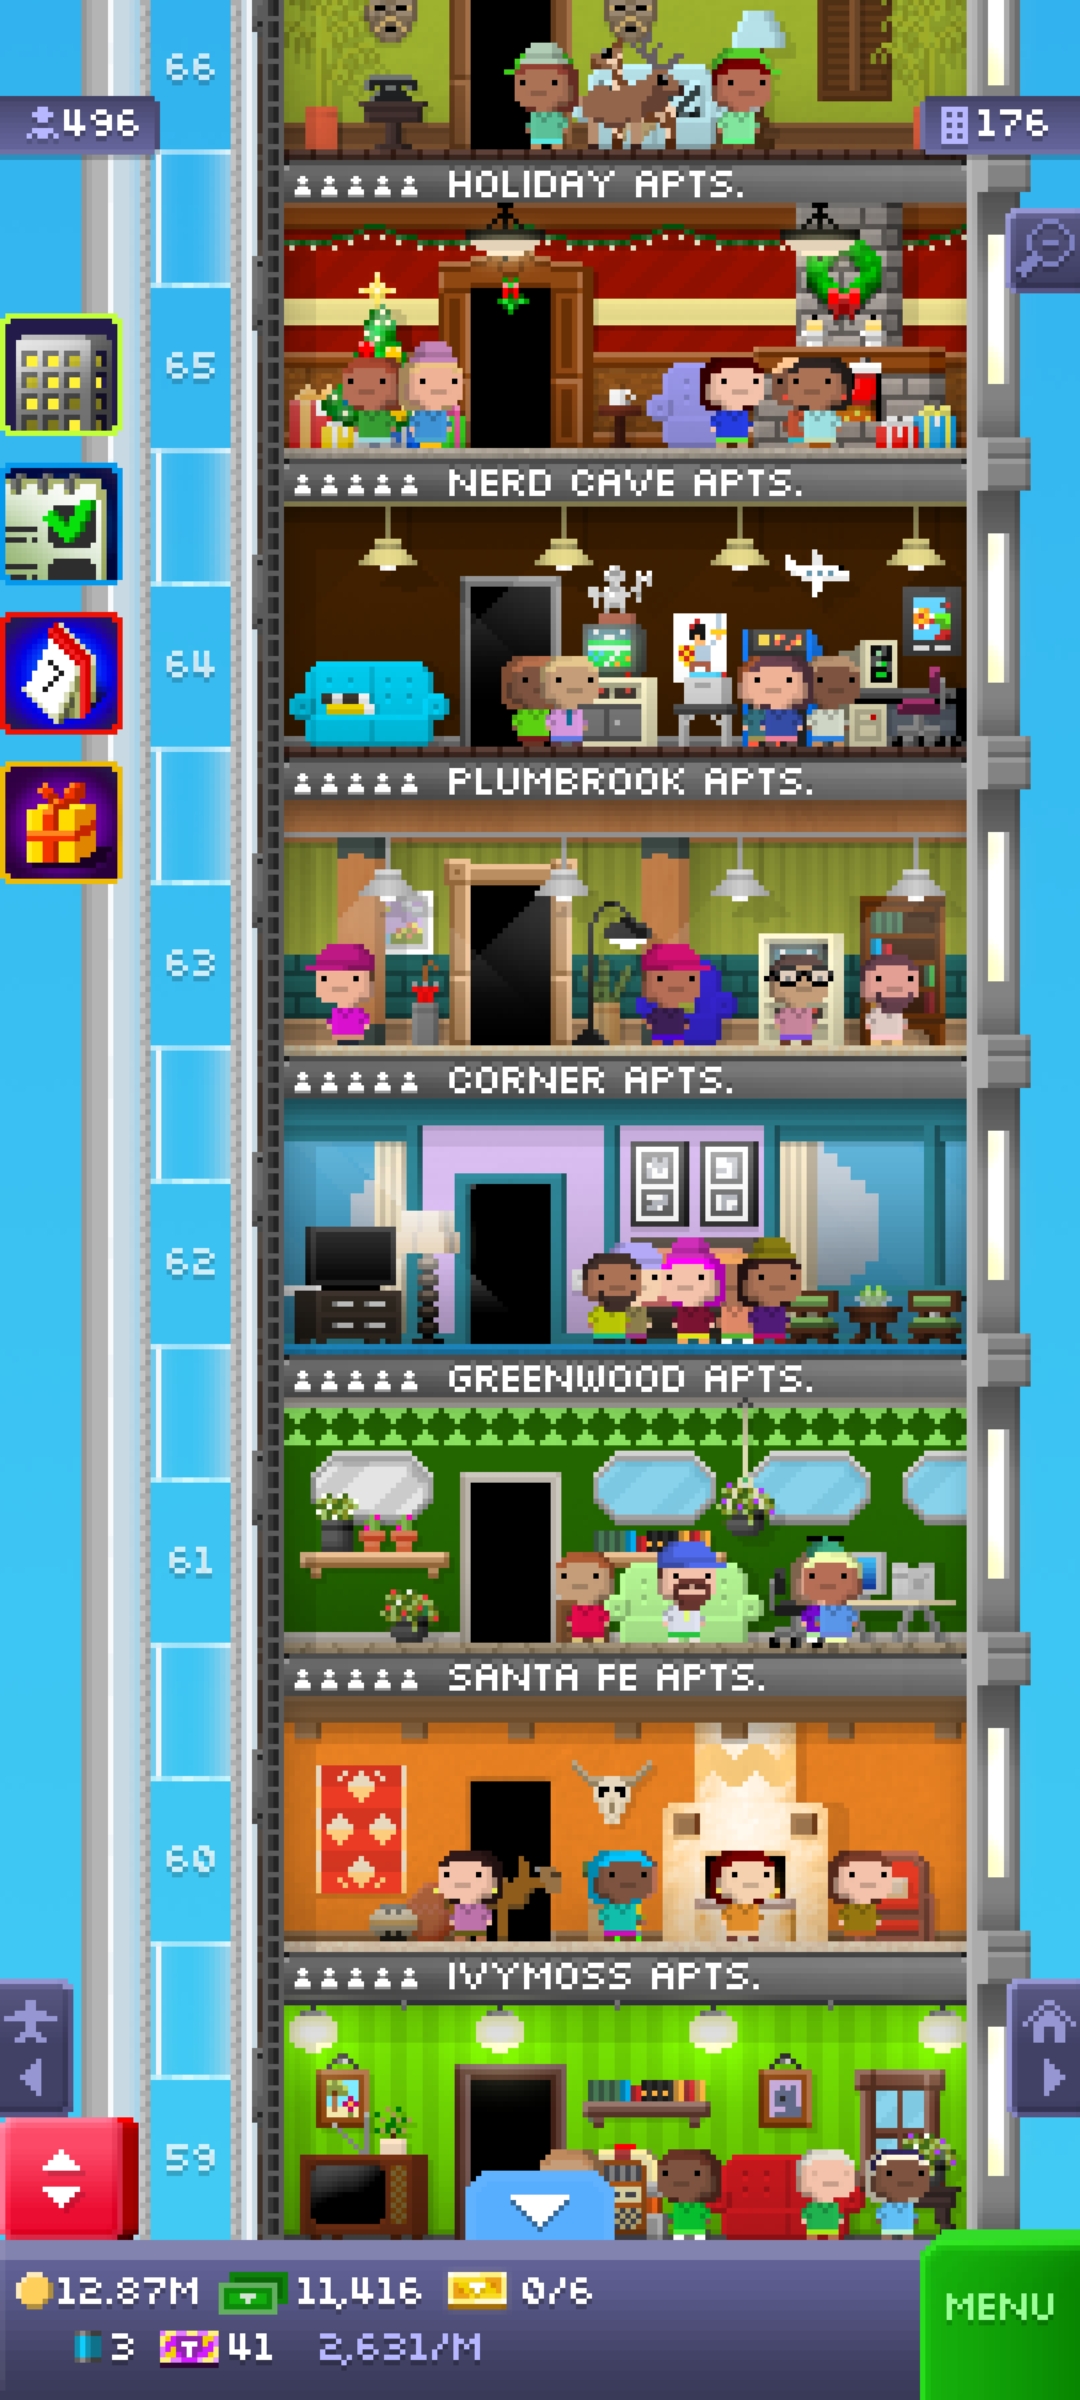 66
496
176
HOLIDAY APTS.
65
NERD CAVE APTS.
64
PLUMBROOK APTS.
63
CORNER APTS.
62
GREENWOOD APTS.
61
SANTA FE APTS.
60
IVYMOSS APTS.
59
12.87M 11,416 0/6
3 41 2,631/M
MENU